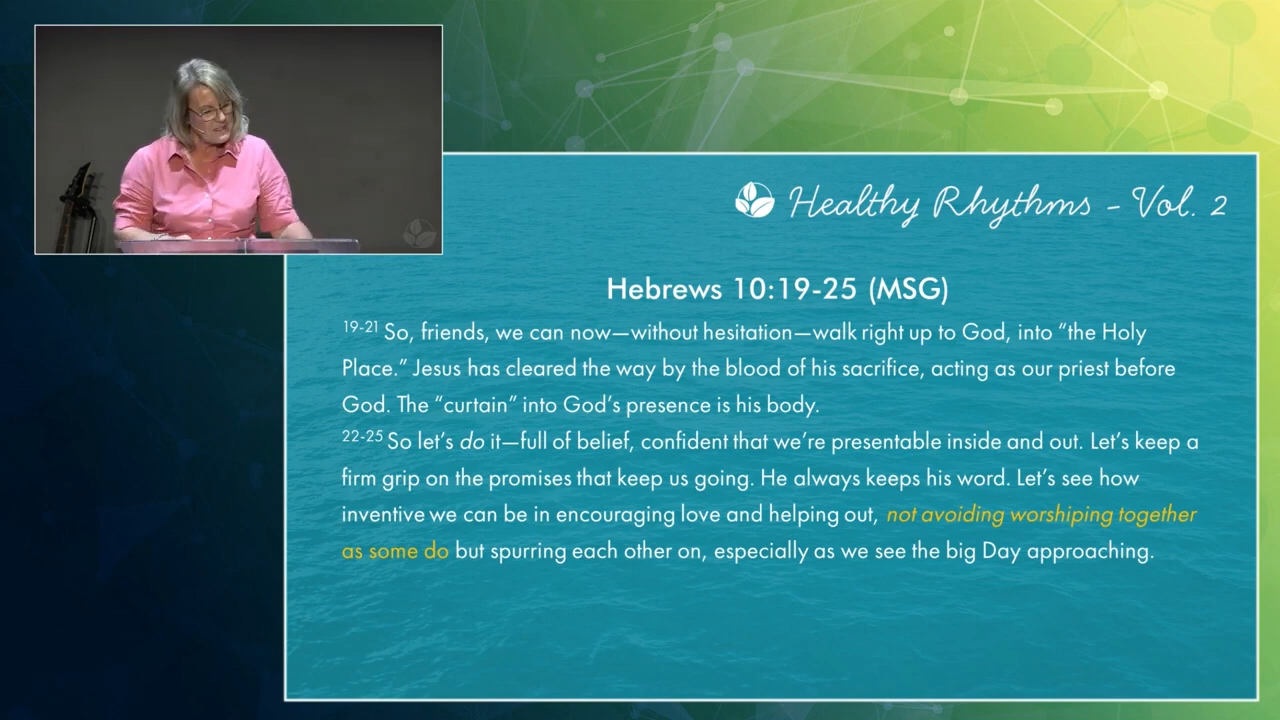 Healthy Rhythms - Vol. 2
Hebrews 10:19-25 (MSG)
19-21 So, friends, we can now—without hesitation—walk right up to God, into “the Holy
Place.” Jesus has cleared the way by the blood of his sacrifice, acting as our priest before
God. The “curtain” into God’s presence is his body.
22-25 So let’s do it—full of belief, confident that we’re presentable inside and out. Let’s keep a
firm grip on the promises that keep us going. He always keeps his word. Let’s see how
inventive we can be in encouraging love and helping out, not avoiding worshiping together
as some do but spurring each other on, especially as we see the big Day approaching.